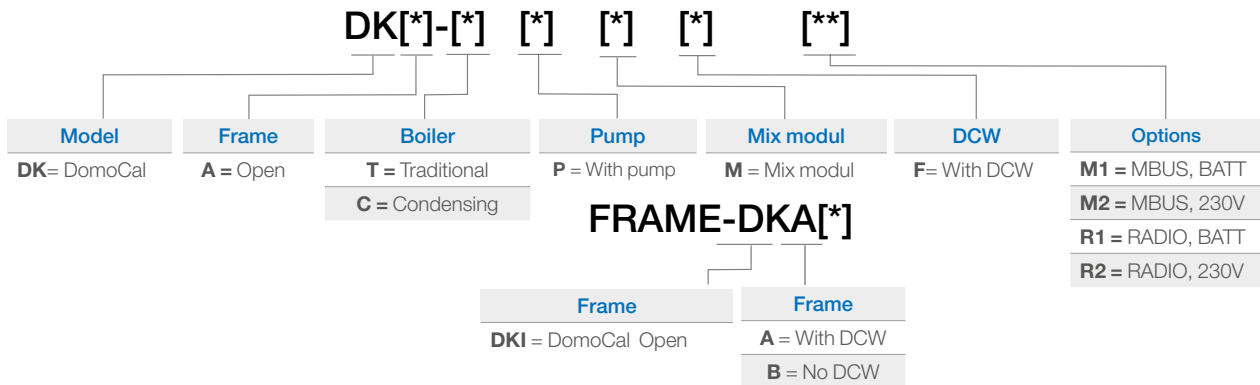 DK[*]-[*] [*] [*] [*] [**]
Model Frame Boiler Pump Mix modul DCW Options
DK= DomoCal A = Open T = Traditional P = With pump M = Mix modul F= With DCW M1 = MBUS, BATT
C = Condensing M2 = MBUS, 230V
R1 = RADIO, BATT
R2 = RADIO, 230V
FRAME-DKA[*]
Frame Frame
DKI = DomoCal Open A = With DCW
B = No DCW